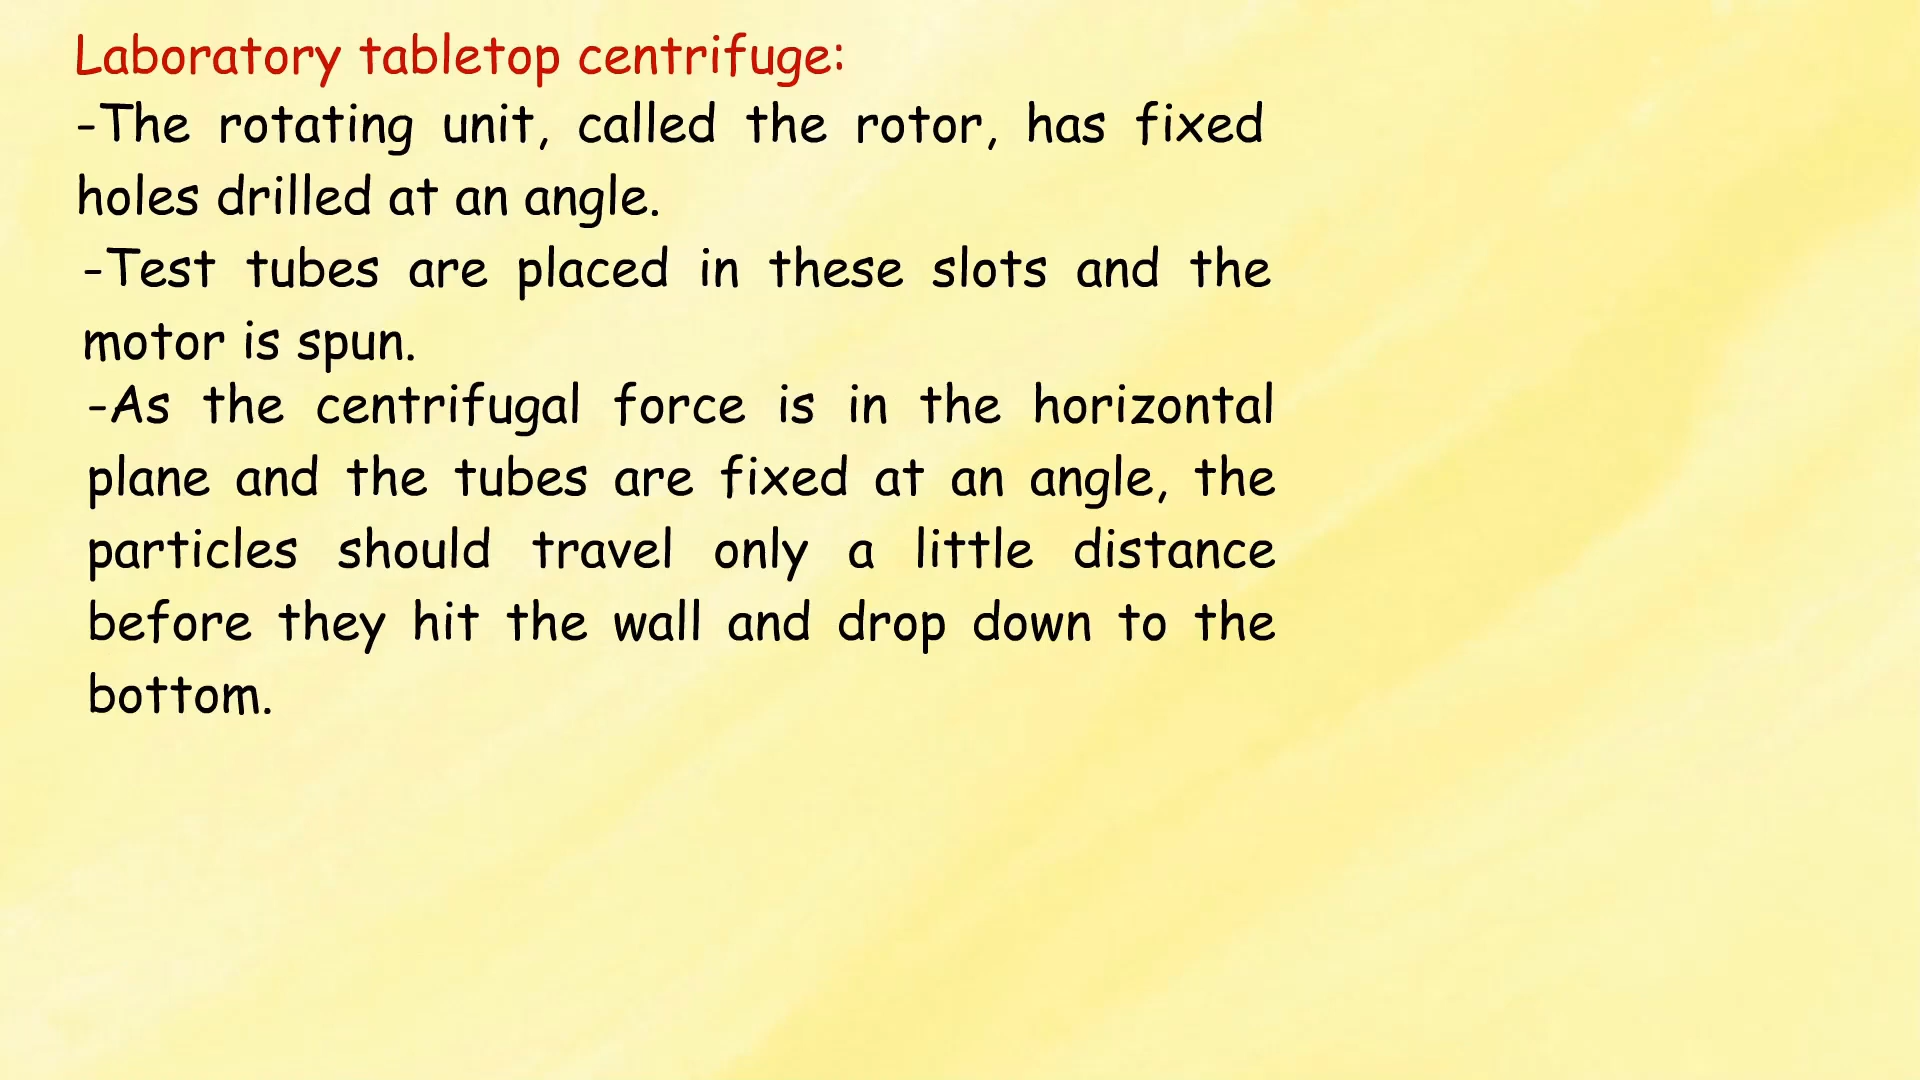 Laboratory tabletop centrifuge:
-The rotating unit, called the rotor, has fixed
holes drilled at an angle.
-Test tubes are placed in these slots and the
motor is spun.
-As the centrifugal force is in the horizontal
plane and the tubes are fixed at an angle, the
particles should travel only a little distance
before they hit the wall and drop down to the
bottom.